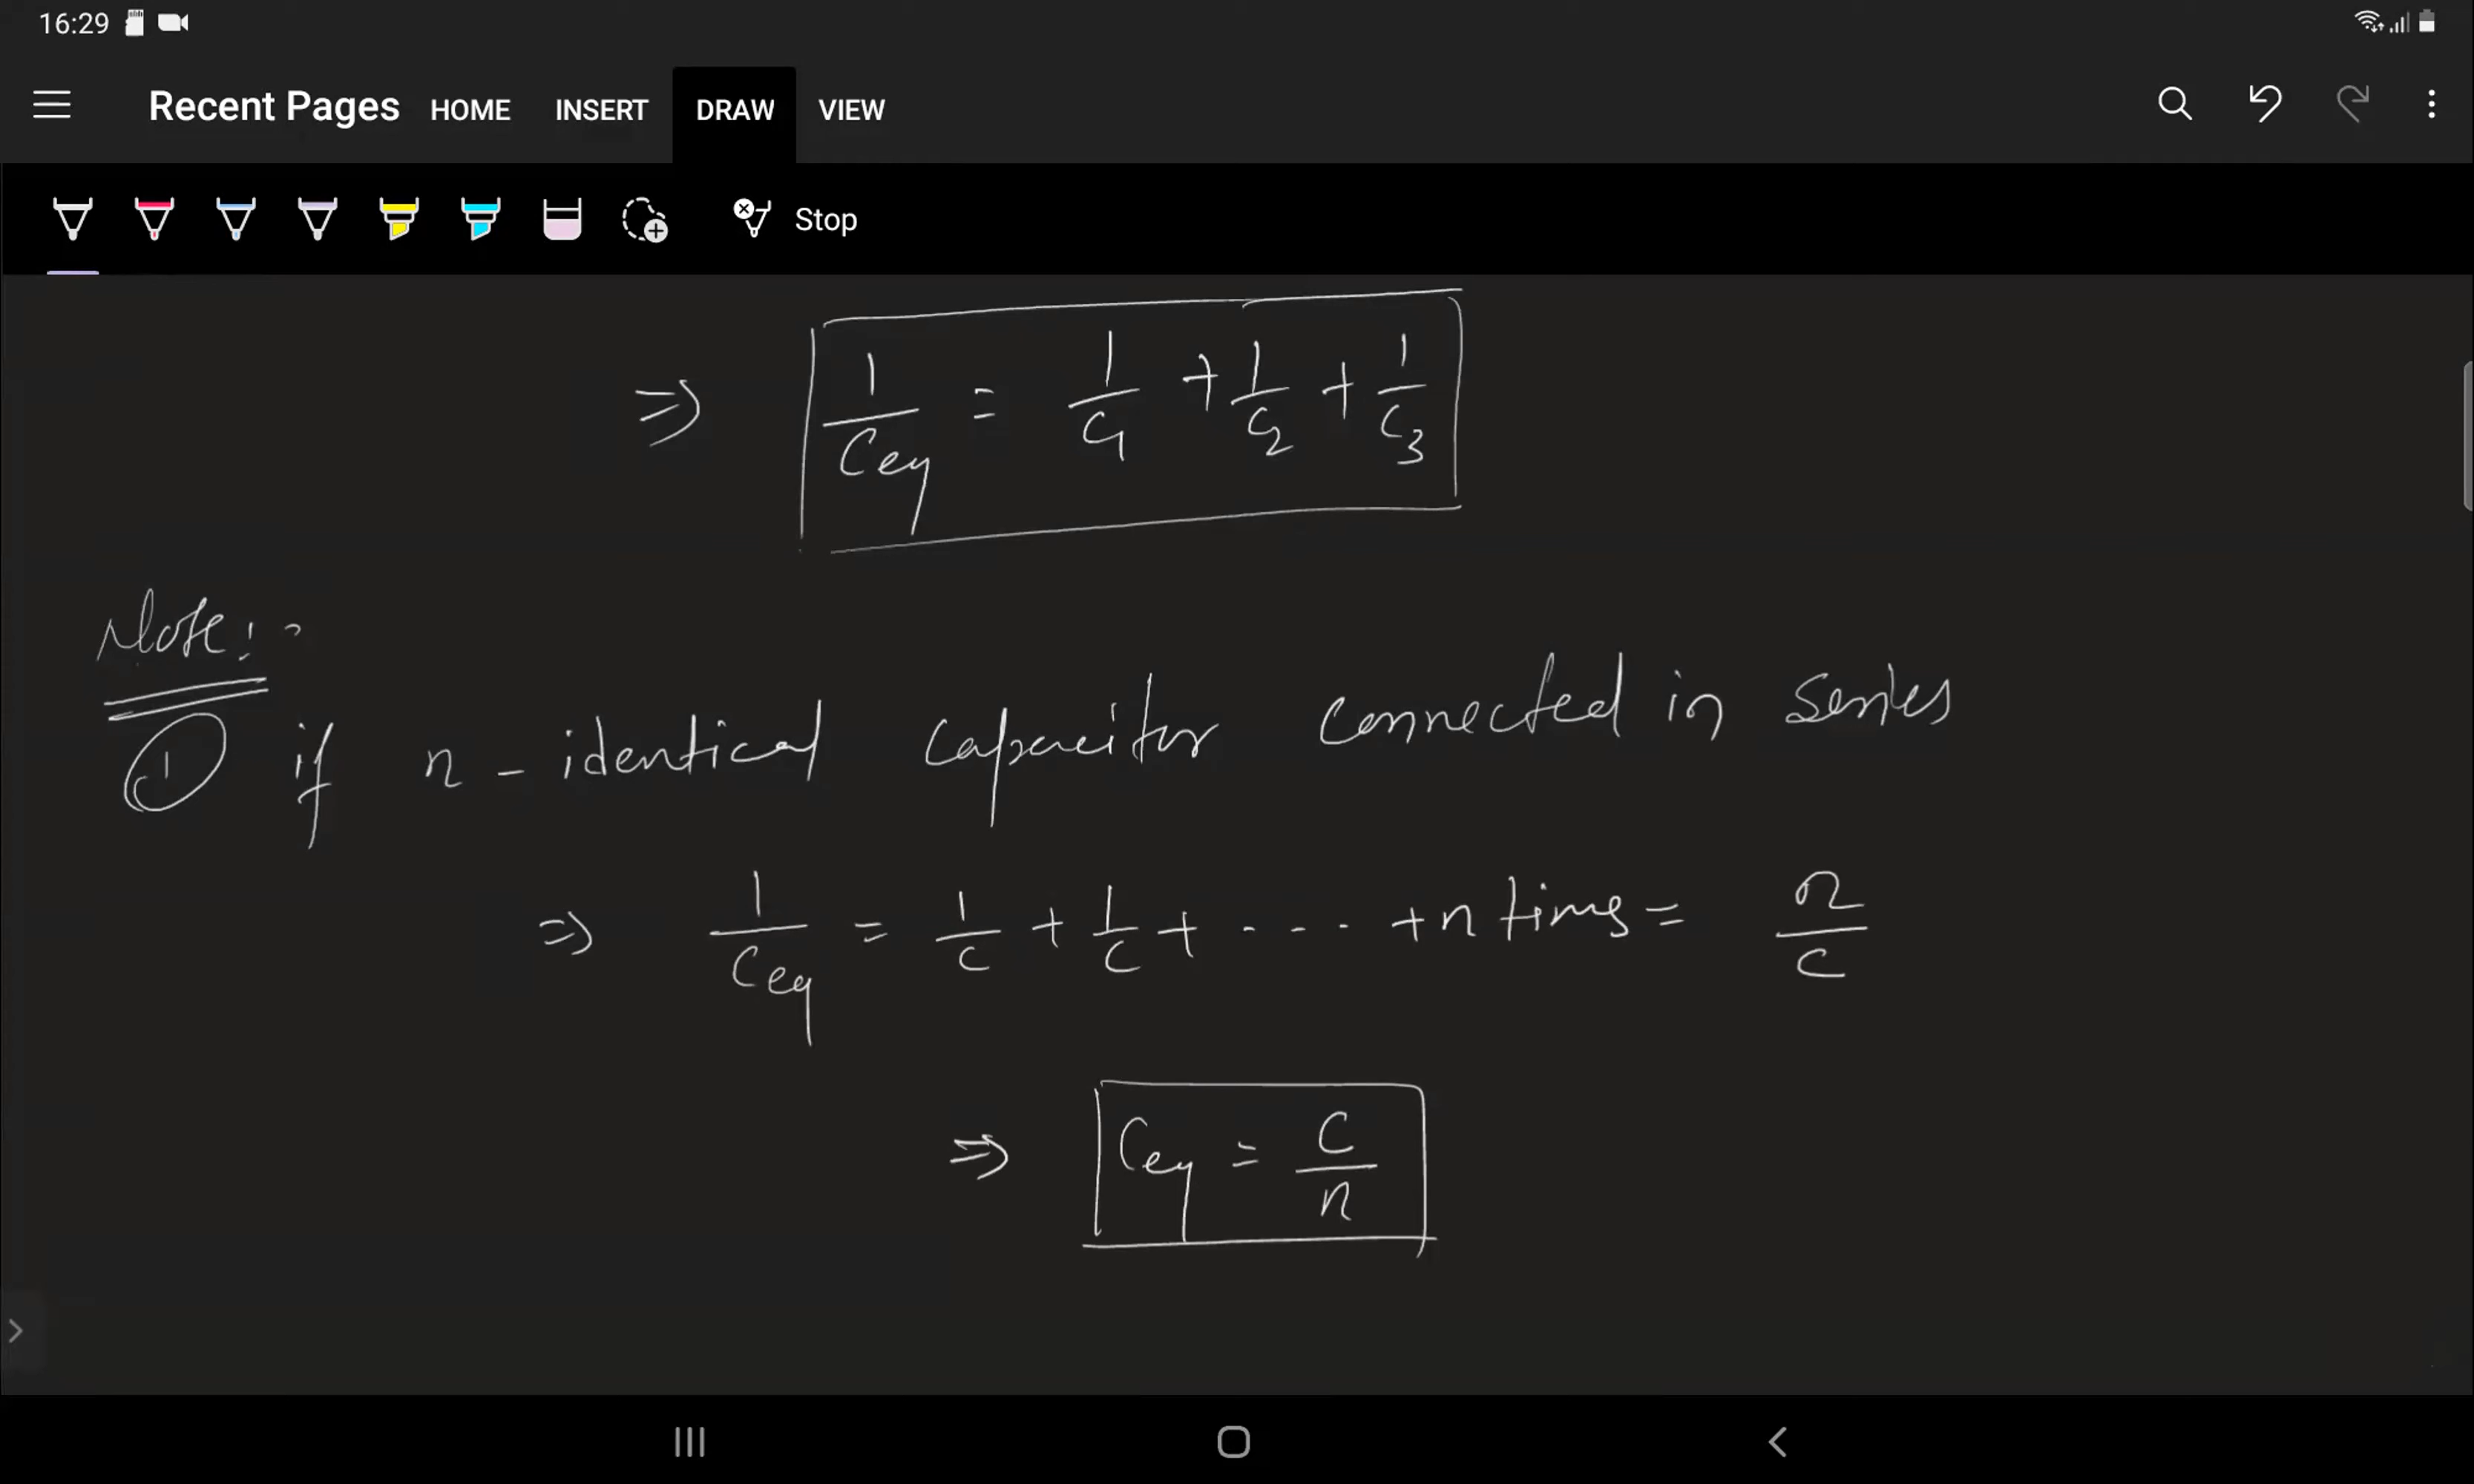 16:29
Recent Pages HOME INSERT DRAW VIEW
Stop
⇒ 1/Ceq = 1/C1 + 1/C2 + 1/C3
Note:-
① if n - identical capacitor connected in series
⇒ 1/Ceq = 1/C + 1/C + .... + n times = n/C
⇒ Ceq = C/n